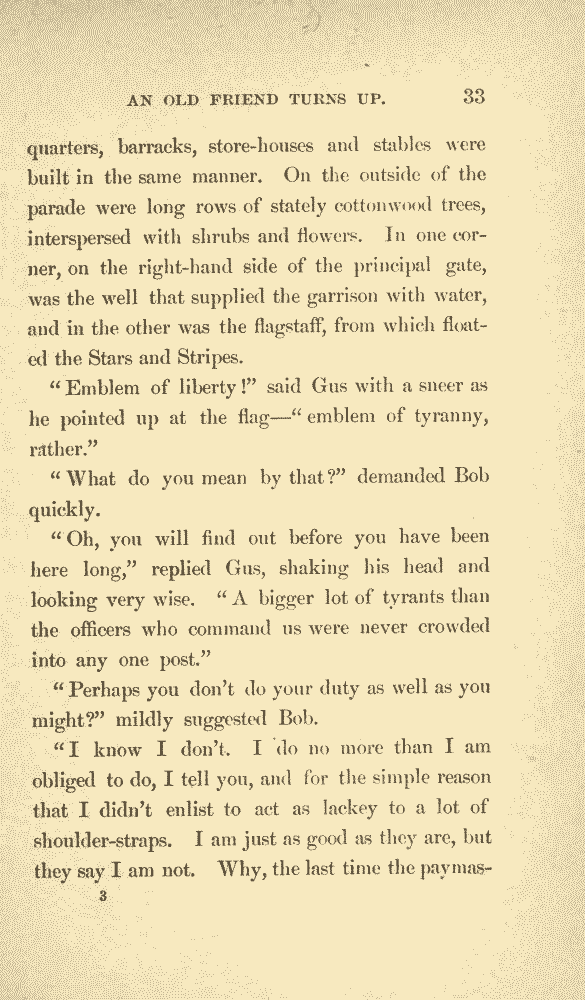 AN OLD FRIEND TURNS UP. 33
quarters, barracks, store-houses and stables were
built in the same manner. On the outside of the
parade were long rows of stately cottonwood trees,
interspersed with shrubs and flowers. In one cor-
ner, on the right-hand side of the principal gate,
was the well that supplied the garrison with water,
and in the other was the flagstaff, from which float-
ed the Stars and Stripes.
“Emblem of liberty!” said Gus with a sneer as
he pointed up at the flag—“emblem of tyranny,
rather.”
“What do you mean by that?” demanded Bob
quickly.
“Oh, you will find out before you have been
here long,” replied Gus, shaking his head and
looking very wise. “A bigger lot of tyrants than
the officers who command us were never crowded
into any one post.”
“Perhaps you don’t do your duty as well as you
might?” mildly suggested Bob.
“I know I don’t. I do no more than I am
obliged to do, I tell you, and for the simple reason
that I didn’t enlist to act as lackey to a lot of
shoulder-straps. I am just as good as they are, but
they say I am not. Why, the last time the paymas-
3